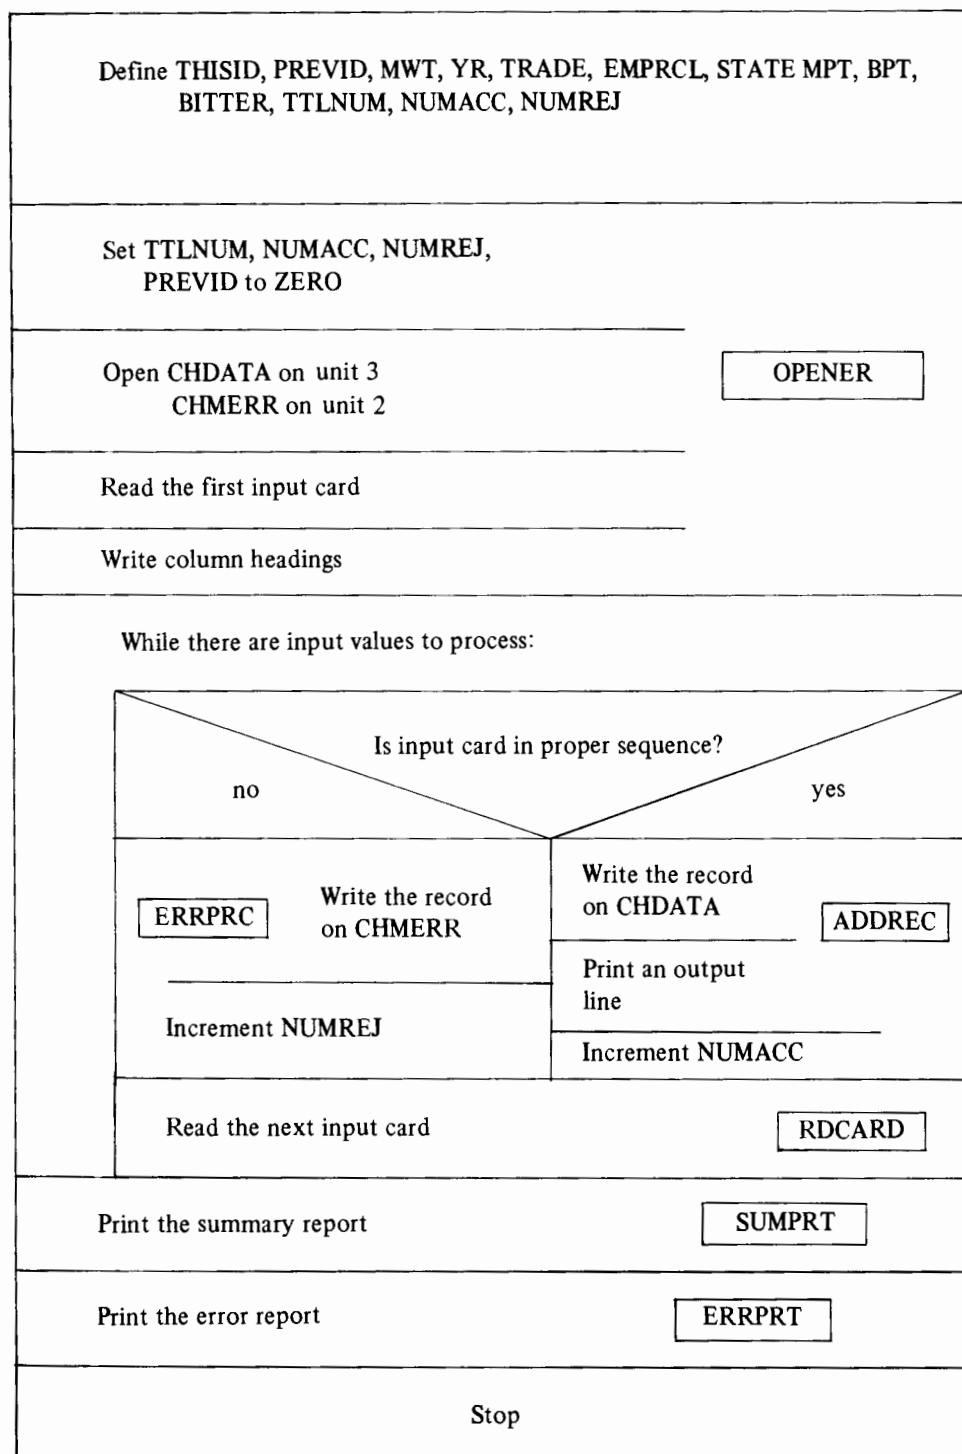 Define THISID, PREVID, MWT, YR, TRADE, EMPRCL, STATE MPT, BPT,
BITTER, TTLNUM, NUMACC, NUMREJ
Set TTLNUM, NUMACC, NUMREJ,
PREVID to ZERO
Open CHDATA on unit 3
CHMERR on unit 2
OPENER
Read the first input card
Write column headings
While there are input values to process:
Is input card in proper sequence?
no
yes
ERRPRC
Write the record
on CHMERR
Increment NUMREJ
Write the record
on CHDATA
ADDREC
Print an output
line
Increment NUMACC
Read the next input card
RDCARD
Print the summary report
SUMPRT
Print the error report
ERRPRT
Stop